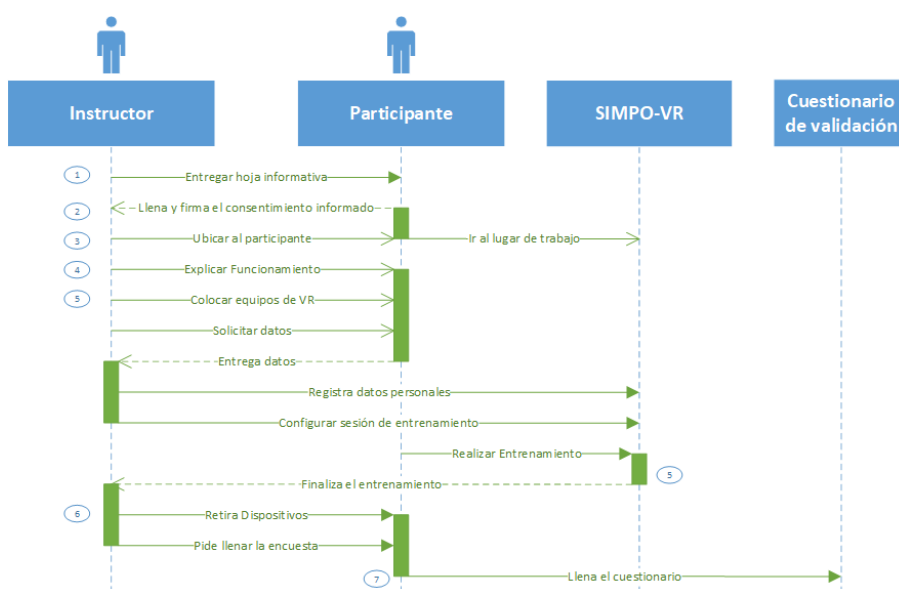 Instructor
Participante
SIMPO-VR
Cuestionario
de validación
1
Entregar hoja informativa
2
Llena y firma el consentimiento informado
3
Ubicar al participante
Ir al lugar de trabajo
4
Explicar Funcionamiento
5
Colocar equipos de VR
Solicitar datos
Entrega datos
Registra datos personales
Configurar sesión de entrenamiento
Realizar Entrenamiento
5
Finaliza el entrenamiento
6
Retira Dispositivos
Pide llenar la encuesta
7
Llena el cuestionario